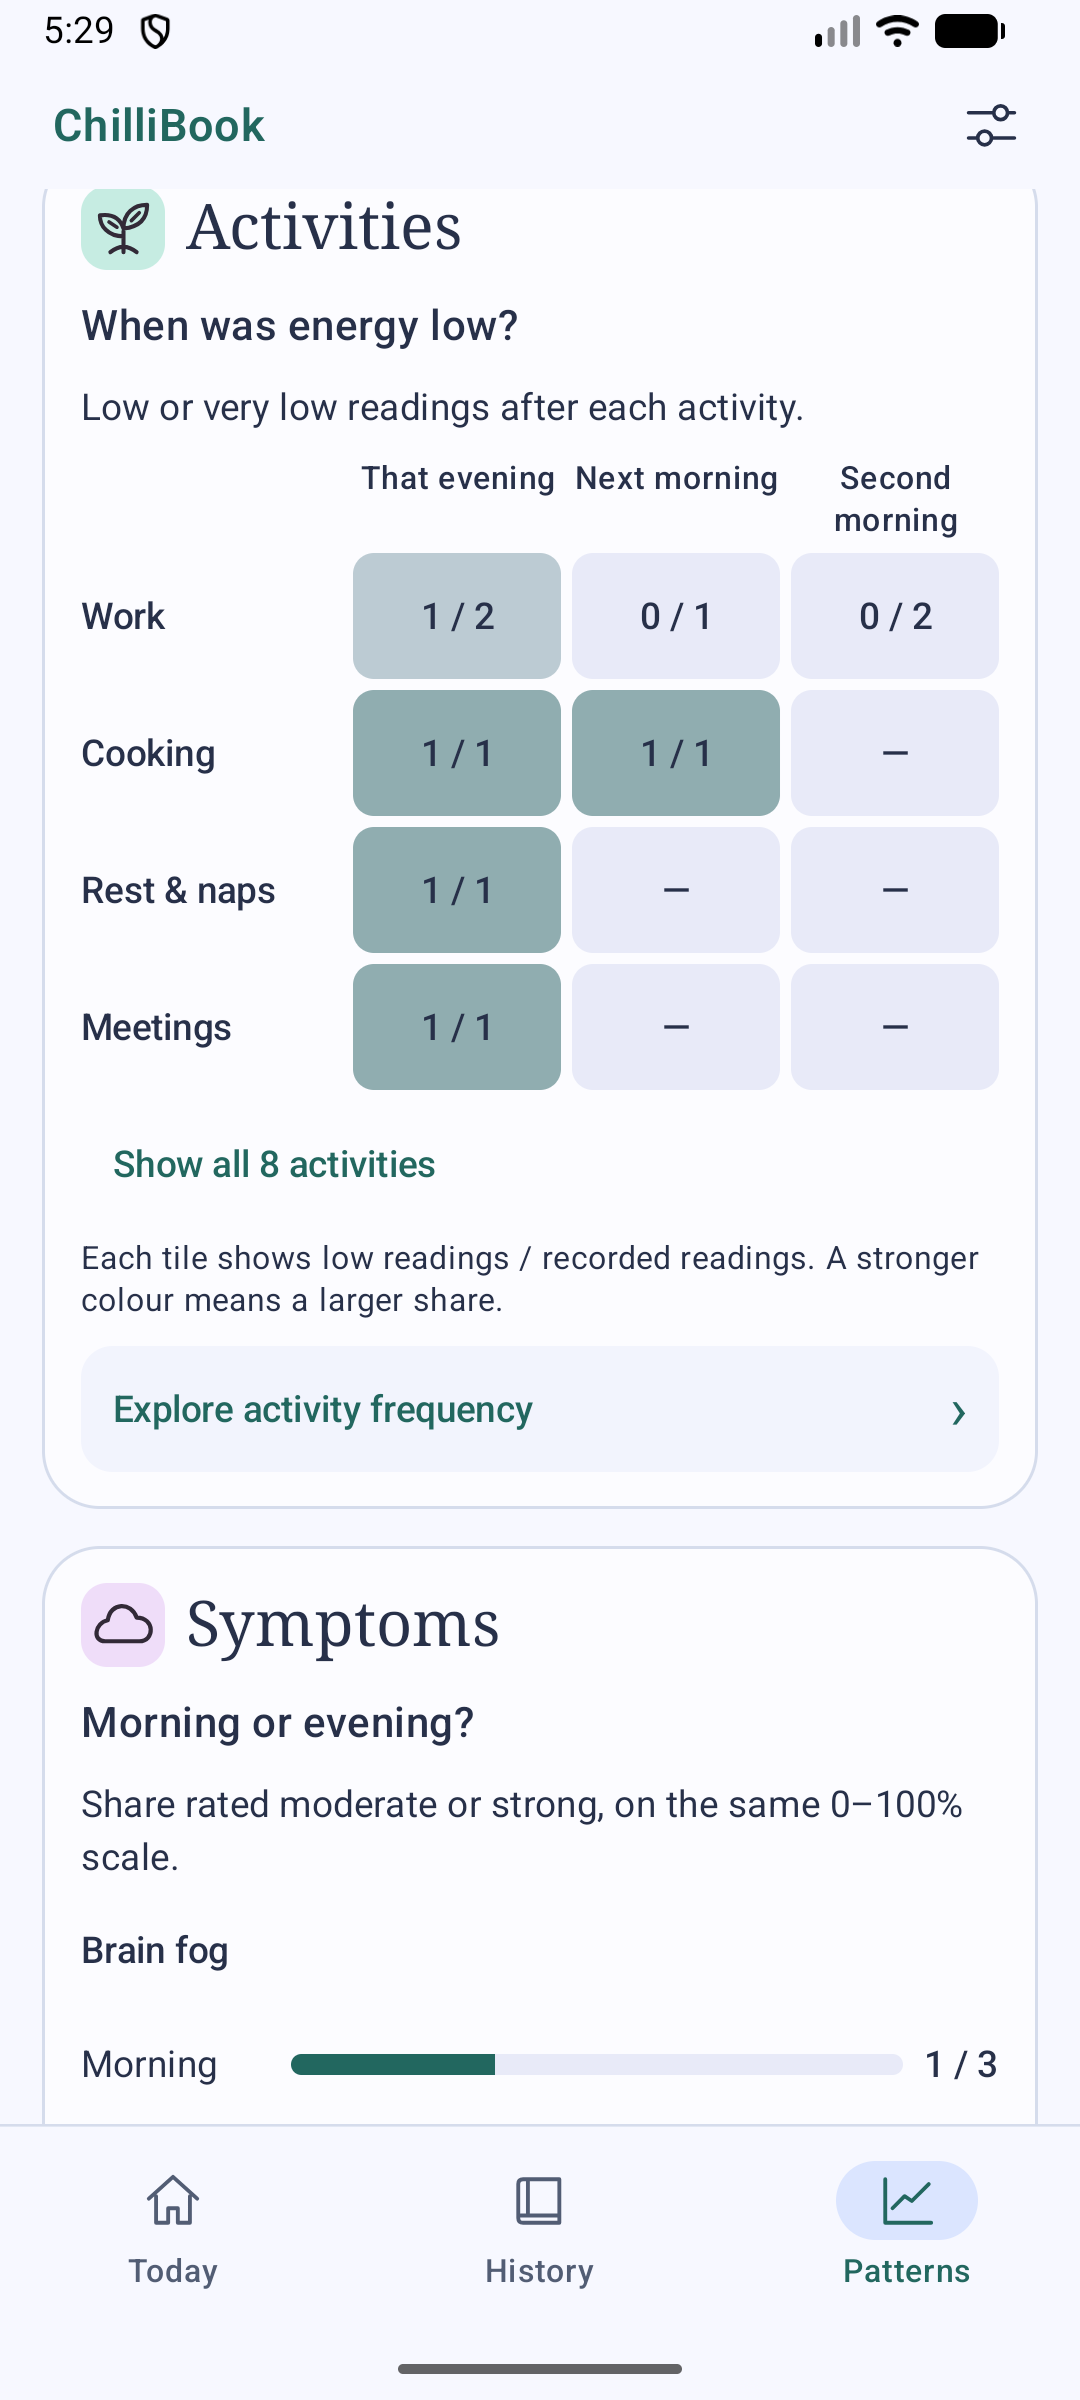 5:29
ChilliBook
Activities
When was energy low?
Low or very low readings after each activity.
That evening Next morning Second
morning
Work 1 / 2 0 / 1 0 / 2
Cooking 1 / 1 1 / 1 —
Rest & naps 1 / 1 — —
Meetings 1 / 1 — —
Show all 8 activities
Each tile shows low readings / recorded readings. A stronger
colour means a larger share.
Explore activity frequency ›
Symptoms
Morning or evening?
Share rated moderate or strong, on the same 0–100%
scale.
Brain fog
Morning 1 / 3
Today History Patterns